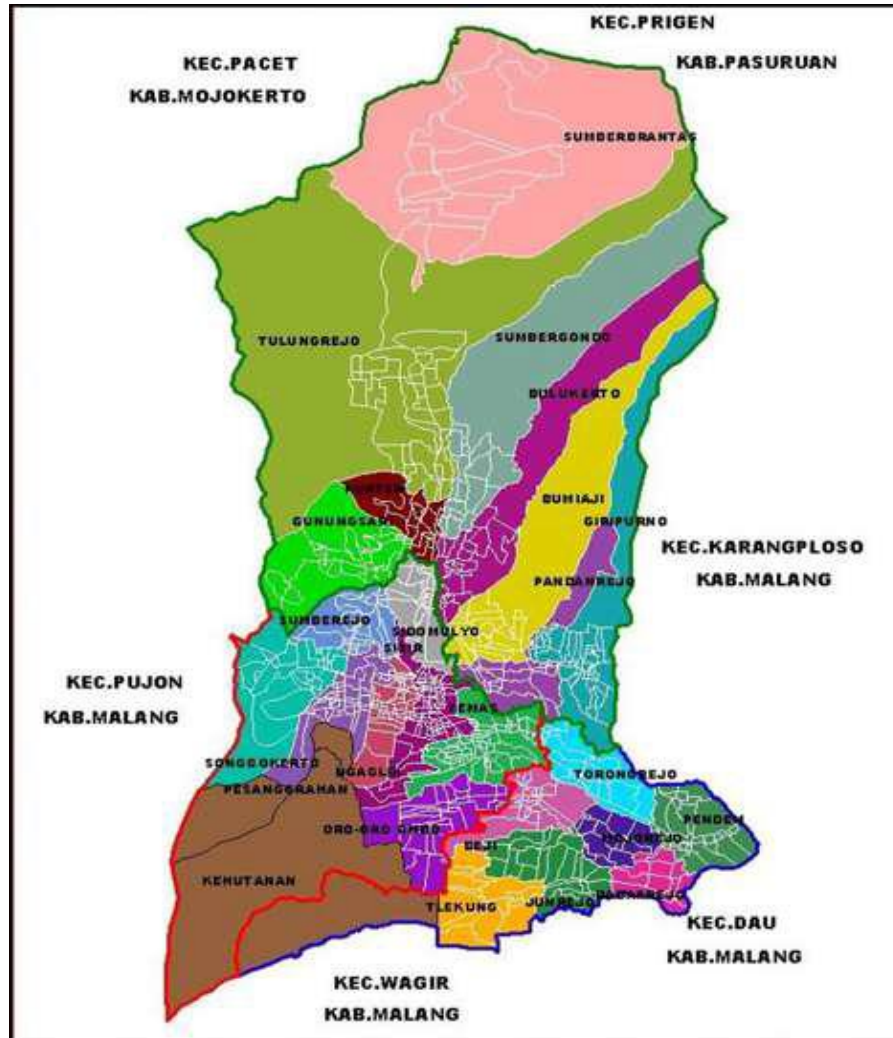 KEC.PRIGEN
KEC.PACET
KAB.PASURUAN
KAB.MOJOKERTO
SUMBERBRANTAS
TULUNGREJO
SUMBERGONDO
BULUKERTO
BUMIAJI
GUNUNGSARI
GIRIPURNO
KEC.KARANGPLOSO
PANDANREJO
KAB.MALANG
SUMBEREJO
SIDOMULYO
SISIR
KEC.PUJON
KAB.MALANG
TEMAS
SONGGOKERTO
NGAGLIK
TORONGREJO
PESANGGRAHAN
PENDEM
ORO-ORO OMBO
MOJOREJO
BEJI
KEHUTANAN
TLEKUNG
JUNREJO
KEC.DAU
KAB.MALANG
KEC.WAGIR
KAB.MALANG